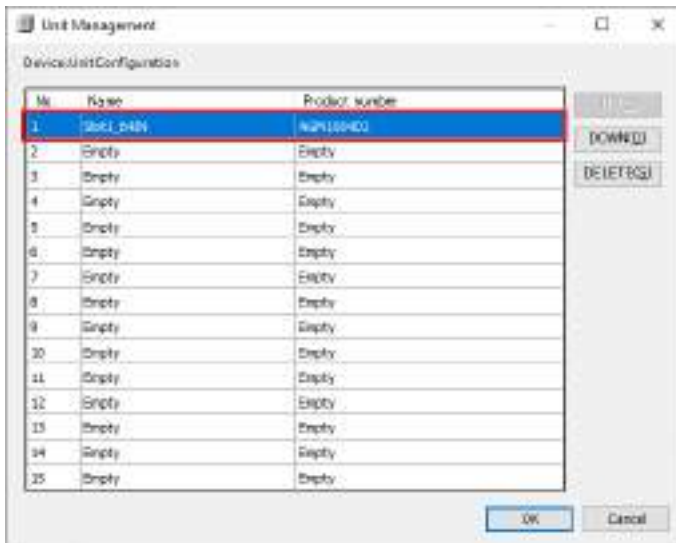 Unit Management
Device:UnitConfiguration
No. Name Product number
1
2 Empty Empty
3 Empty Empty
4 Empty Empty
5 Empty Empty
6 Empty Empty
7 Empty Empty
8 Empty Empty
9 Empty Empty
10 Empty Empty
11 Empty Empty
12 Empty Empty
13 Empty Empty
14 Empty Empty
15 Empty Empty
DOWN(D)
DELETE(G)
OK Cancel